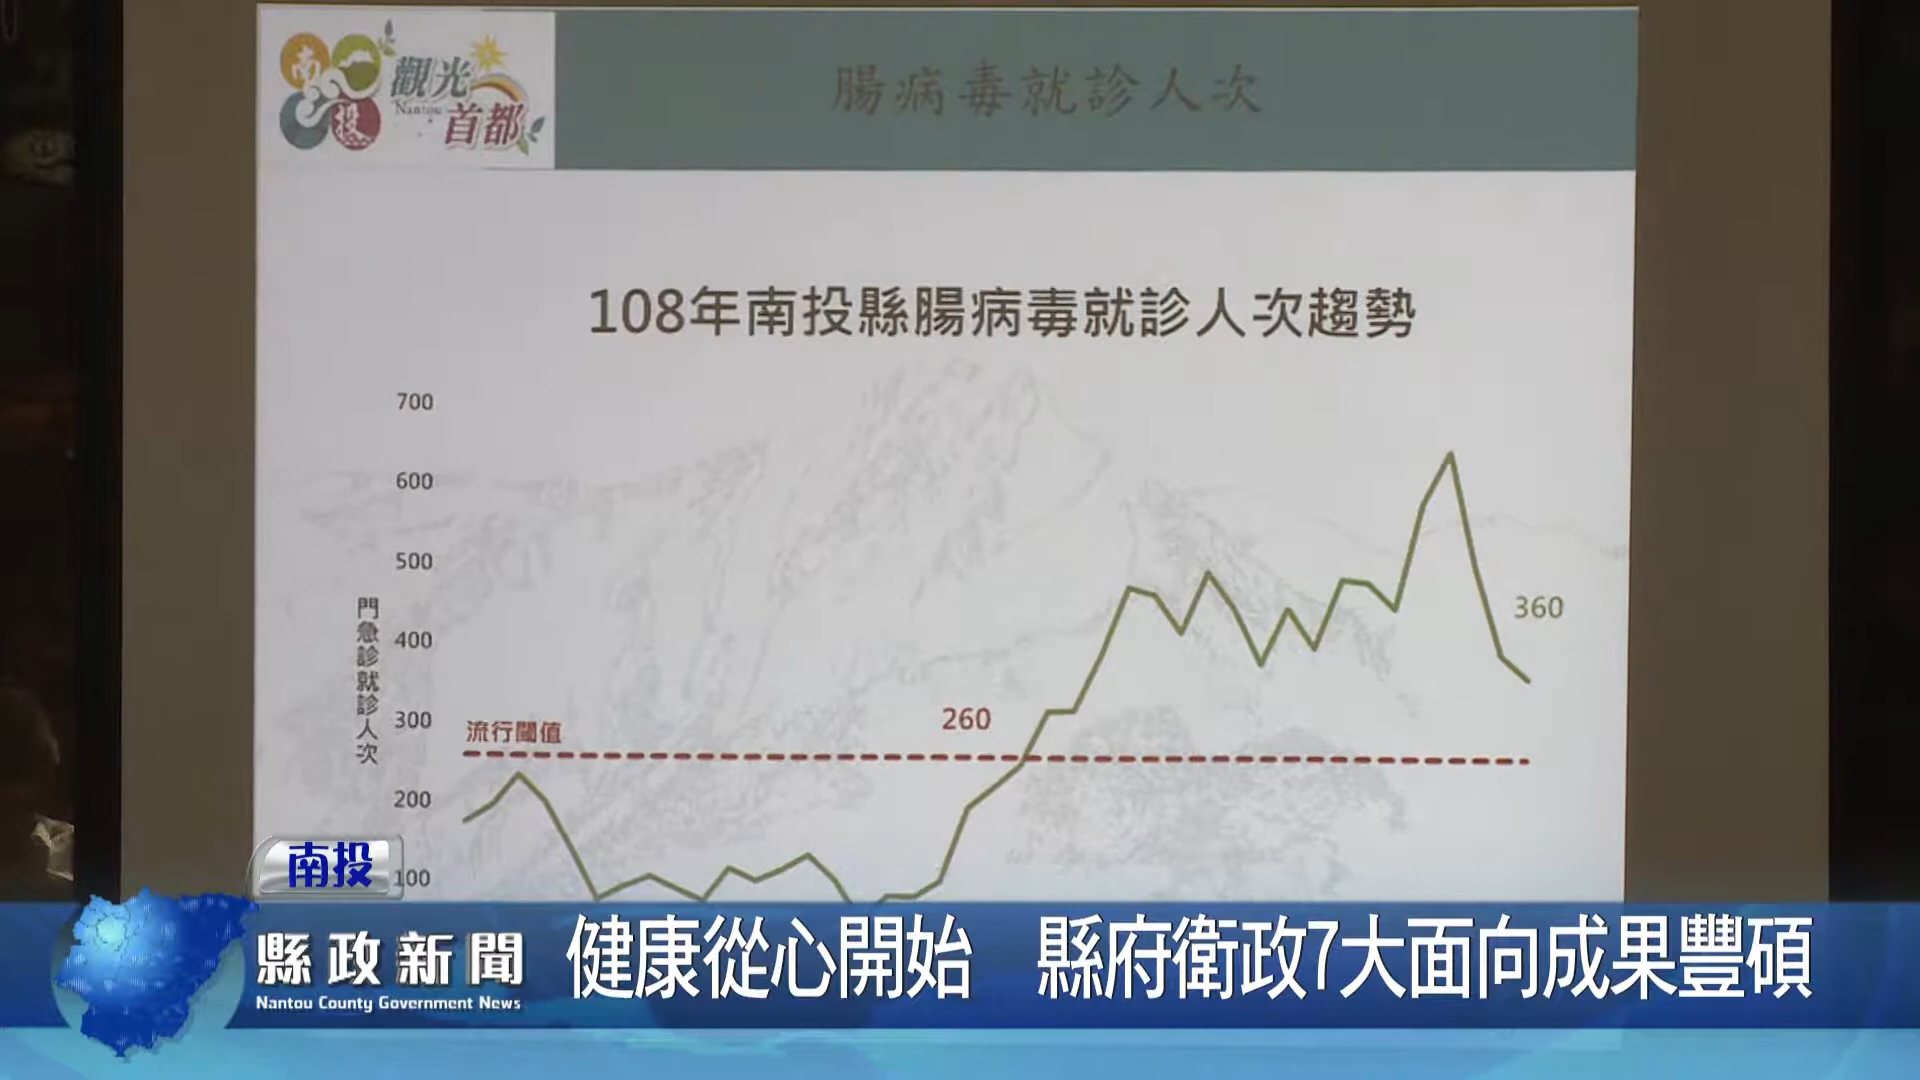 南投
觀光
Nantou
首都
腸病毒就診人次
108年南投縣腸病毒就診人次趨勢
700
600
500
400
300
200
100
門急診就診人次
流行閾值
260
360
南投
縣政新聞
Nantou County Government News
健康從心開始 縣府衛政7大面向成果豐碩